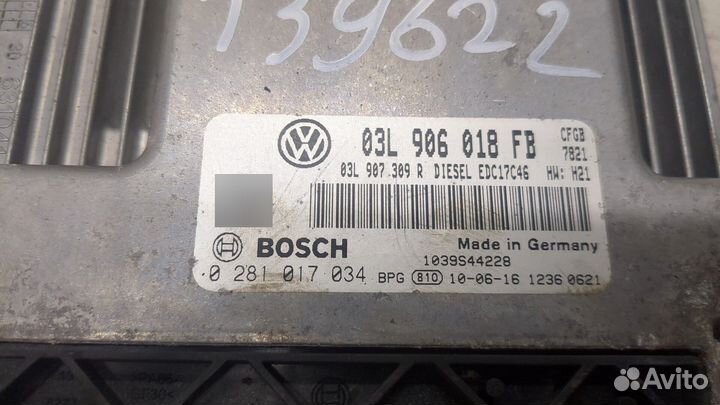 739622
03L 906 018 FB
CFGB
7821
03L 907 309 R DIESEL EDC17C46 HW: H21
BOSCH
Made in Germany
1039S44228
0 281 017 034 BPG 810 10-06-16 1236 0621
Avito